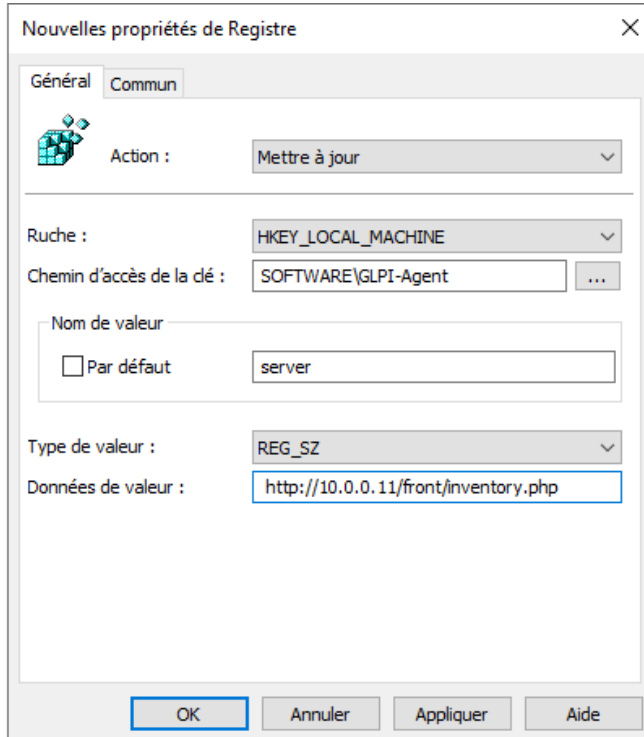 Nouvelles propriétés de Registre
Général Commun
Action : Mettre à jour
Ruche : HKEY_LOCAL_MACHINE
Chemin d'accès de la clé : SOFTWARE\GLPI-Agent ...
Nom de valeur
Par défaut server
Type de valeur : REG_SZ
Données de valeur : http://10.0.0.11/front/inventory.php
OK Annuler Appliquer Aide